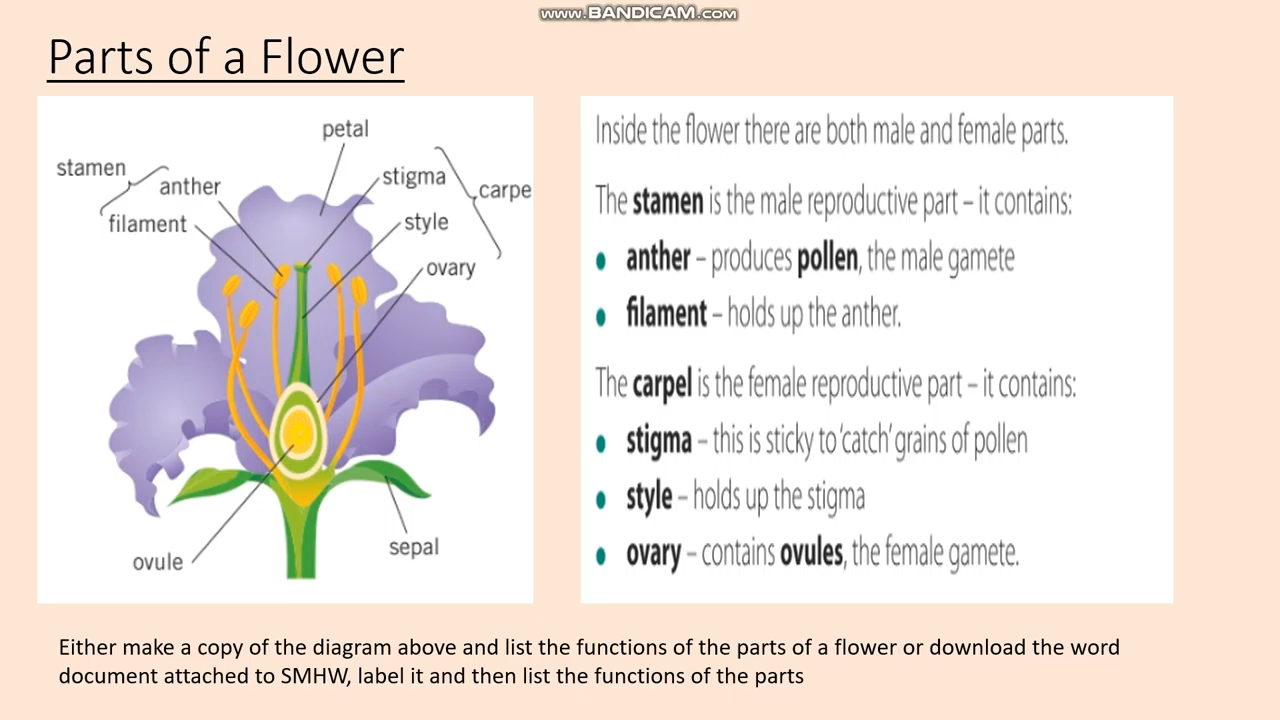 www.BANDICAM.com
Parts of a Flower
petal
stamen
anther
stigma
carpe
filament
style
ovary
ovule
sepal
Inside the flower there are both male and female parts.
The stamen is the male reproductive part – it contains:
• anther – produces pollen, the male gamete
• filament – holds up the anther.
The carpel is the female reproductive part – it contains:
• stigma – this is sticky to ‘catch’ grains of pollen
• style – holds up the stigma
• ovary – contains ovules, the female gamete.
Either make a copy of the diagram above and list the functions of the parts of a flower or download the word
document attached to SMHW, label it and then list the functions of the parts